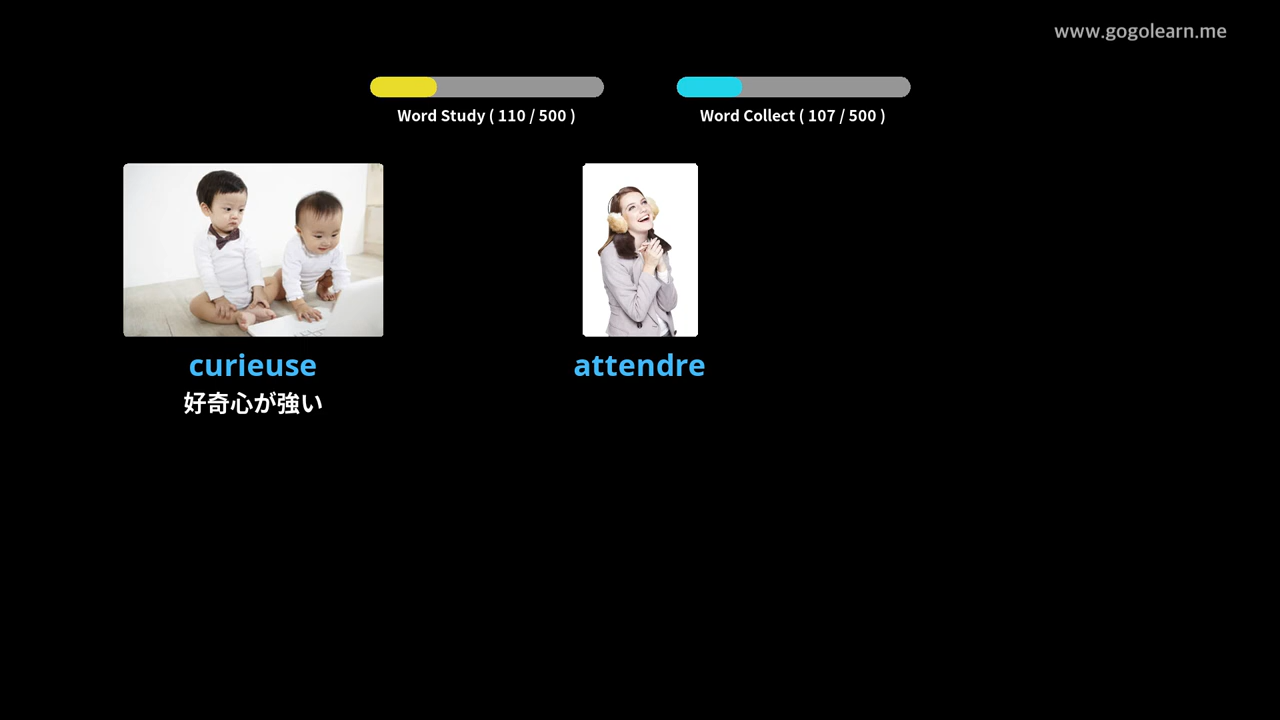 www.gogolearn.me
Word Study ( 110 / 500 )
Word Collect ( 107 / 500 )
curieuse
attendre
好奇心が強い